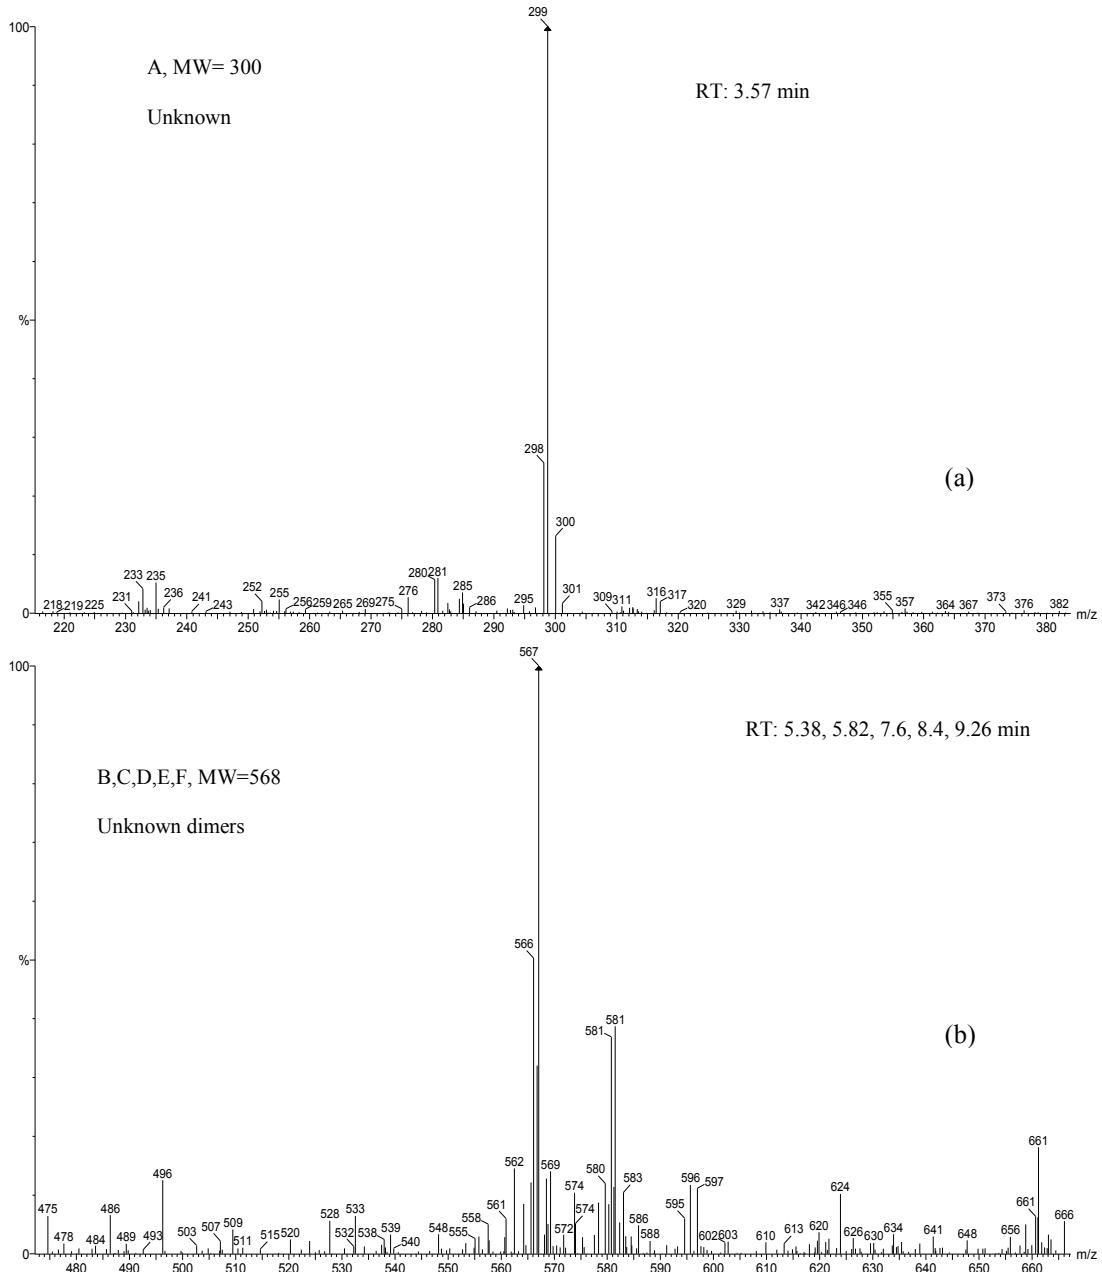 299
100
A, MW= 300
RT: 3.57 min
Unknown
%
298
(a)
300
233 235 280 281 285
236 252 255 276 301 316 317
218 219 225 231 241 243 256 259 265 269 275 286 295 309 311 320 329 337 342 346 346 355 357 364 367 373 376 382
0
220 230 240 250 260 270 280 290 300 310 320 330 340 350 360 370 380
m/z
567
100
RT: 5.38, 5.82, 7.6, 8.4, 9.26 min
B,C,D,E,F, MW=568
Unknown dimers
(b)
%
566
581 581
661
562 569
496 580 583 596 597
574 624
475 486 528 533 558 561 574 595 661 656 666
478 484 493 503 507 509 511 515 520 532 538 539 540 548 555 572 586 588 602 603 610 613 620 626 630 634 641 648
0
480 490 500 510 520 530 540 550 560 570 580 590 600 610 620 630 640 650 660
m/z